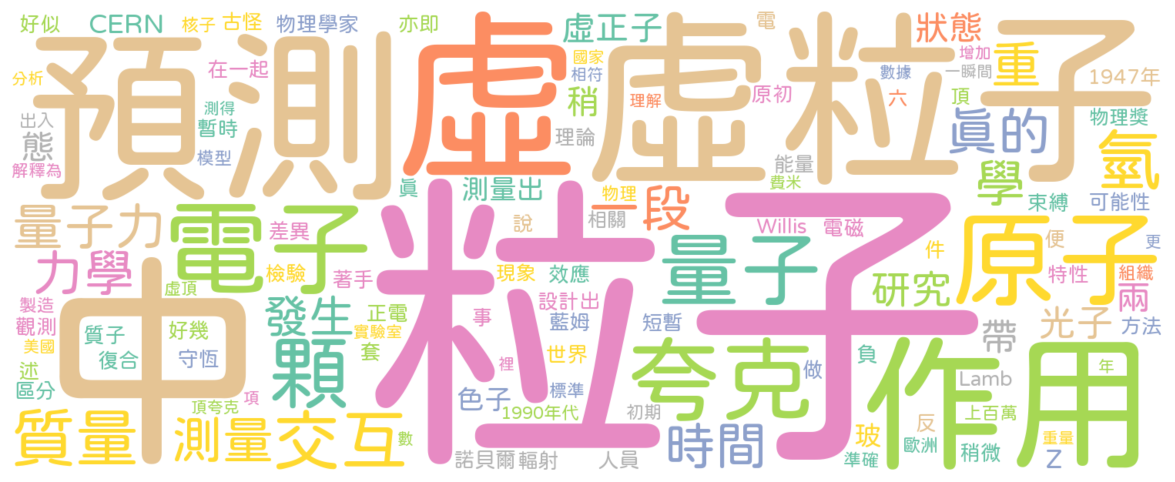 好似 CERN 核子 古怪 物理學家 亦即 虛正子 電 狀態
預測 虛 虛粒子
分析 在一起 國家 相符 數據 增加 一瞬間 重 1947年
出入 測得 暫時 稍 理解 原初 六 頂 物理獎
態 模型 理論 真的 氫
解釋為 真 測量出 能量 費米 學 束縛 可能性
量子力 電子 差異 說 物理 一段 相關 Willis 電磁 件 便 更
力學 檢驗 著手 現象 效應 量子 研究 原子 特性 組織
虛頂 中 粒子 兩
製造 觀測 發生 正電 設計出 光子 方法
美國 質子 好幾 實驗室 事 藍姆 短暫 帶
述 復合 守恆 顆 套 裡 世界 夸克 做 負 作用 年
區分 項 色子 標準 Lamb
頂夸克 1990年代 初期 上百萬
質量 測量 交互 數 時間 玻 反 歐洲 重量
諾貝爾 輻射 人員 準確 稍微 Z